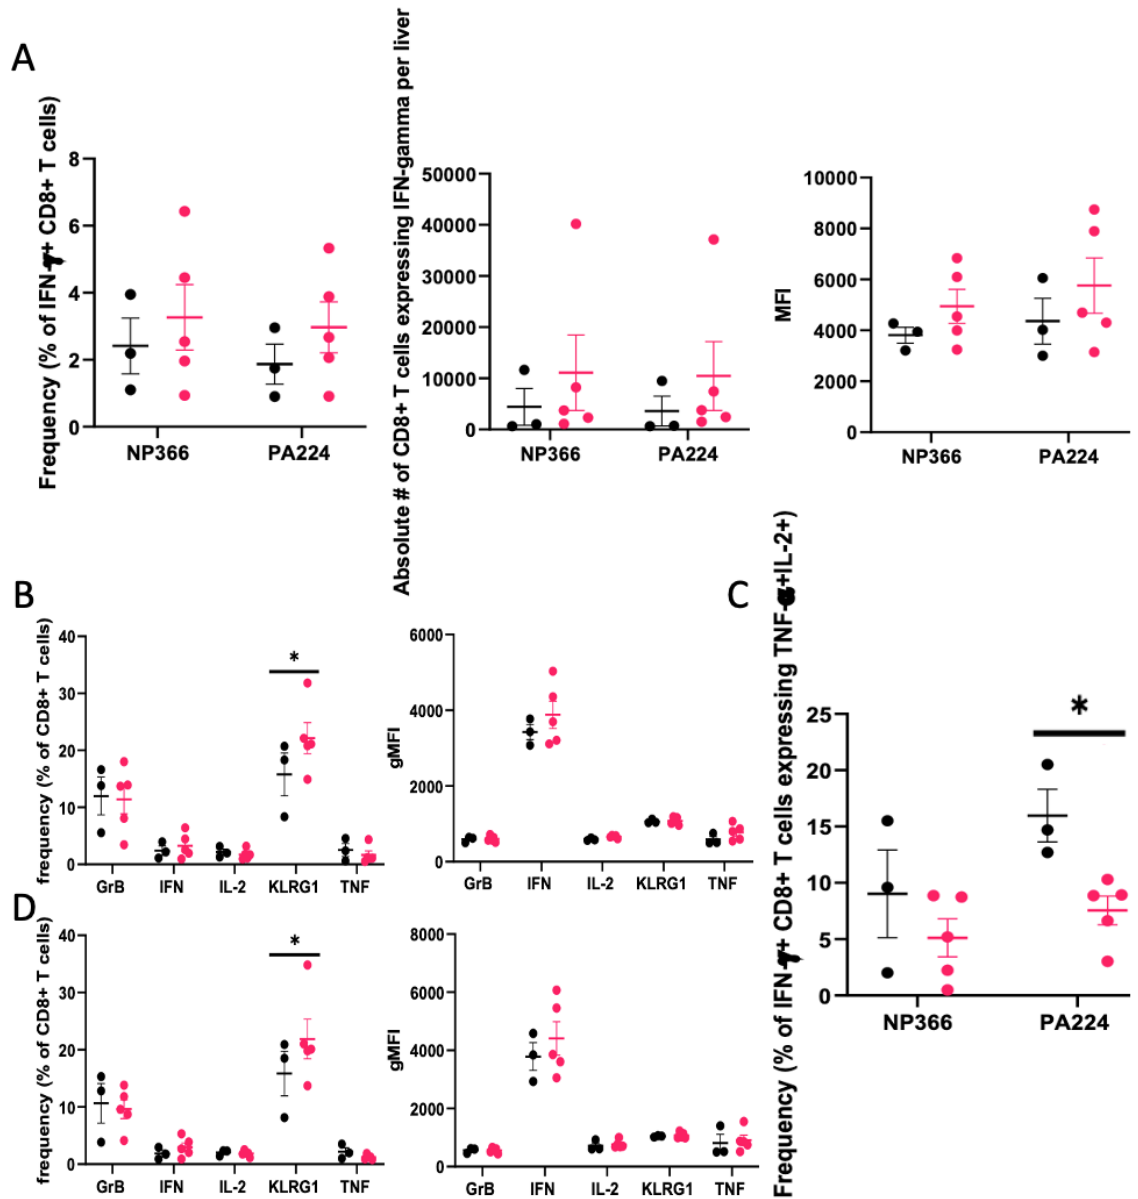 A
Frequency (% of IFN-γ+ CD8+ T cells)
8
6
4
2
0
NP366
PA224
Absolute # of CD8+ T cells expressing IFN-gamma per liver
50000
40000
30000
20000
10000
0
NP366
PA224
MFI
10000
8000
6000
4000
2000
0
NP366
PA224
B
frequency (% of CD8+ T cells)
40
30
20
10
0
*
GrB
IFN
IL-2
KLRG1
TNF
gMFI
6000
4000
2000
0
GrB
IFN
IL-2
KLRG1
TNF
C
Frequency (% of IFN-γ+ CD8+ T cells expressing TNF-α+IL-2+)
25
20
15
10
5
0
*
NP366
PA224
D
frequency (% of CD8+ T cells)
40
30
20
10
0
*
GrB
IFN
IL-2
KLRG1
TNF
gMFI
8000
6000
4000
2000
0
GrB
IFN
IL-2
KLRG1
TNF